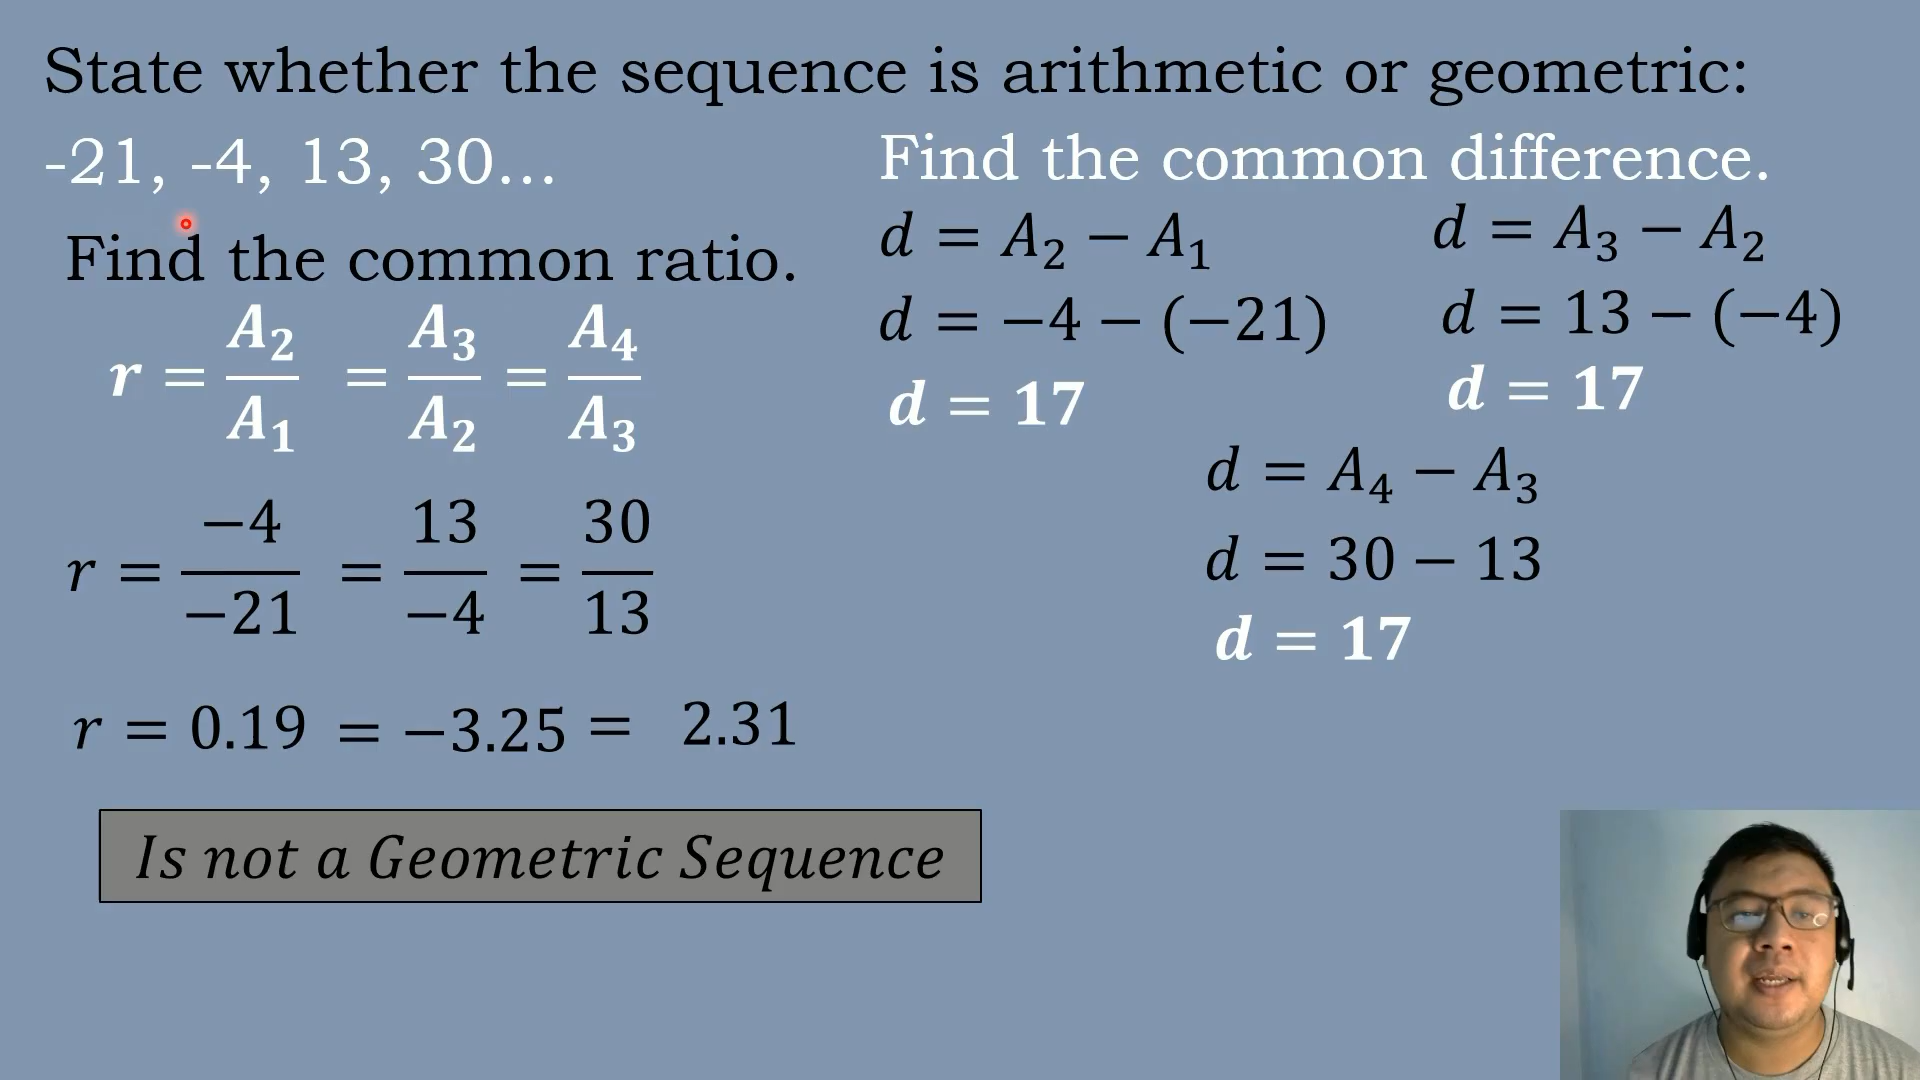 State whether the sequence is arithmetic or geometric:
-21, -4, 13, 30...
Find the common ratio.
r = A₂/A₁ = A₃/A₂ = A₄/A₃
r = −4/−21 = 13/−4 = 30/13
r = 0.19 = −3.25 = 2.31
Is not a Geometric Sequence
Find the common difference.
d = A₂ − A₁
d = −4 − (−21)
d = 17
d = A₃ − A₂
d = 13 − (−4)
d = 17
d = A₄ − A₃
d = 30 − 13
d = 17